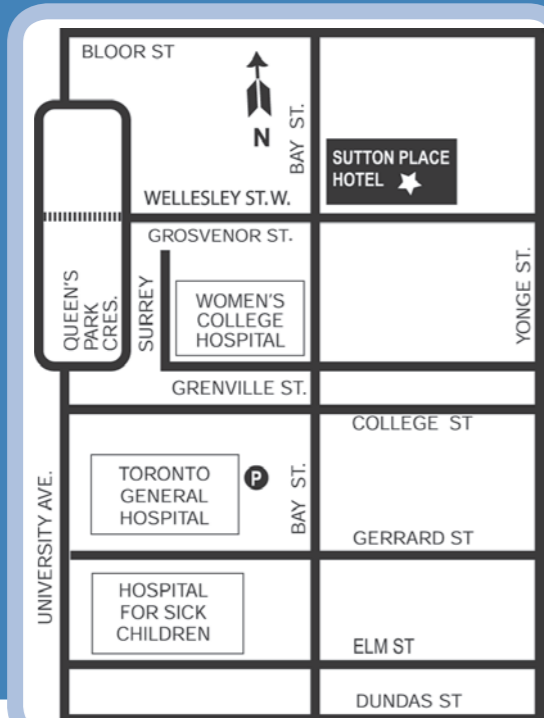 BLOOR ST
N
BAY ST.
SUTTON PLACE
HOTEL
WELLESLEY ST. W.
GROSVENOR ST.
QUEEN'S
PARK
CRES.
SURREY
WOMEN'S
COLLEGE
HOSPITAL
YONGE ST.
GRENVILLE ST.
COLLEGE ST
UNIVERSITY AVE.
TORONTO
GENERAL
HOSPITAL
P
BAY ST.
GERRARD ST
HOSPITAL
FOR SICK
CHILDREN
ELM ST
DUNDAS ST